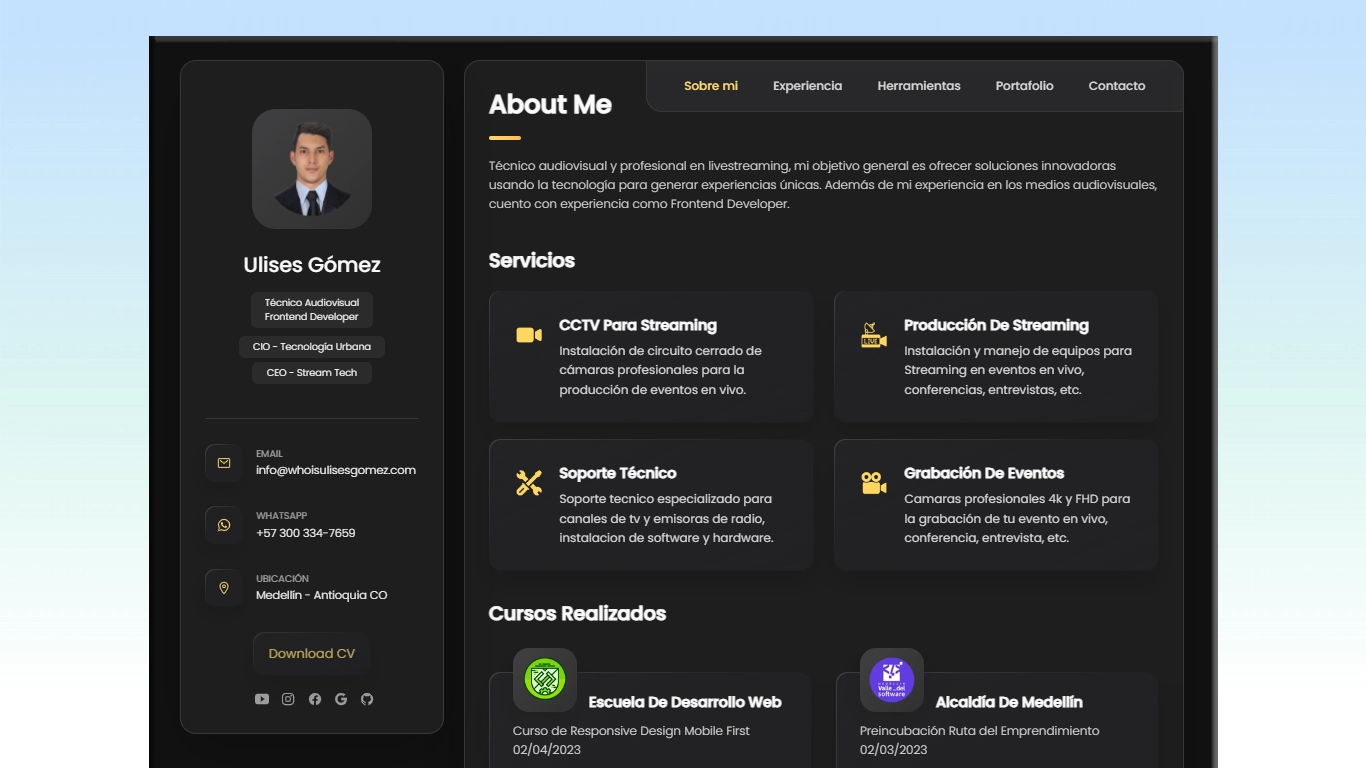 Ulises Gómez
Técnico Audiovisual
Frontend Developer
CIO - Tecnología Urbana
CEO - Stream Tech
EMAIL
info@whoisulisesgomez.com
WHATSAPP
+57 300 334-7659
UBICACIÓN
Medellín - Antioquia CO
Download CV
Sobre mi Experiencia Herramientas Portafolio Contacto
About Me
Técnico audiovisual y profesional en livestreaming, mi objetivo general es ofrecer soluciones innovadoras
usando la tecnología para generar experiencias únicas. Además de mi experiencia en los medios audiovisuales,
cuento con experiencia como Frontend Developer.
Servicios
CCTV Para Streaming
Instalación de circuito cerrado de
cámaras profesionales para la
producción de eventos en vivo.
LIVE
Producción De Streaming
Instalación y manejo de equipos para
Streaming en eventos en vivo,
conferencias, entrevistas, etc.
Soporte Técnico
Soporte tecnico especializado para
canales de tv y emisoras de radio,
instalacion de software y hardware.
Grabación De Eventos
Camaras profesionales 4k y FHD para
la grabación de tu evento en vivo,
conferencia, entrevista, etc.
Cursos Realizados
Escuela De Desarrollo Web
Curso de Responsive Design Mobile First
02/04/2023
Valle del
software
Alcaldía De Medellín
Preincubación Ruta del Emprendimiento
02/03/2023